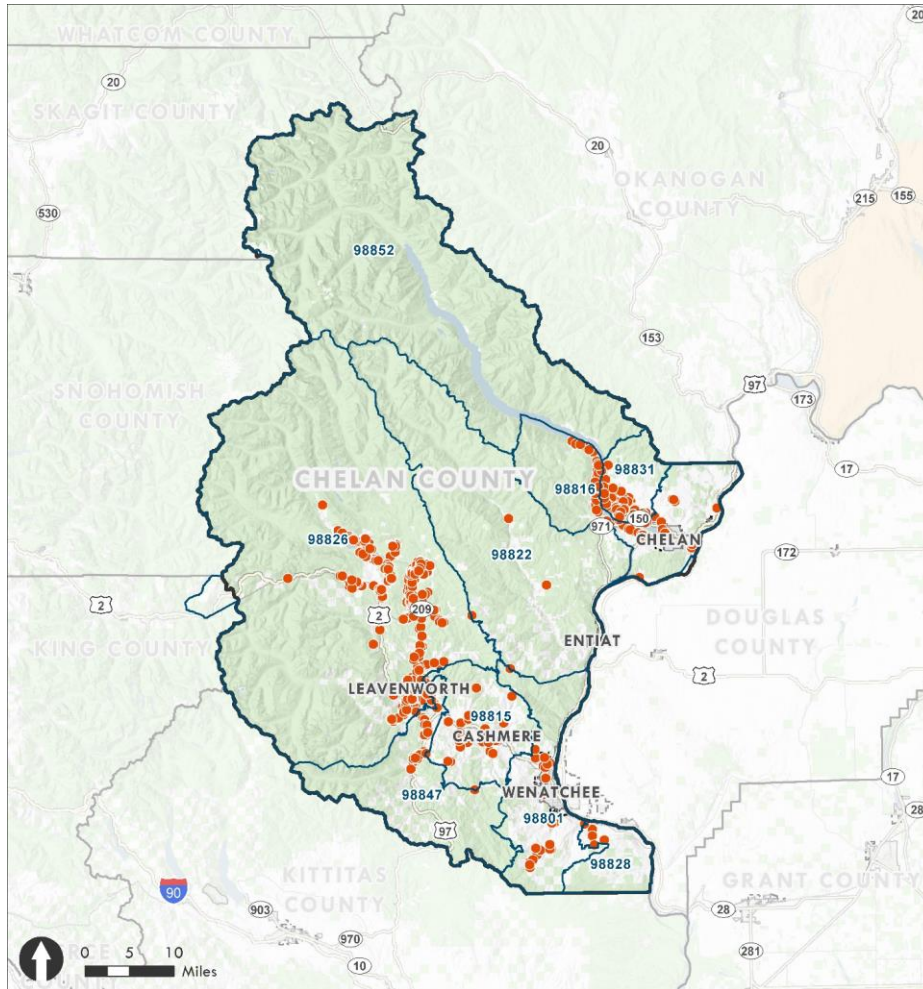 WHATCOM COUNTY
20
20
SKAGIT COUNTY
20
OKANOGAN
COUNTY
215
155
530
98852
153
97
173
SNOHOMISH
COUNTY
17
CHELAN COUNTY
98831
98816
150
971
CHELAN
98826
98822
172
2
209
2
DOUGLAS
COUNTY
KING COUNTY
ENTIAT
2
LEAVENWORTH
98815
CASHMERE
17
WENATCHEE
98847
98801
97
98828
KITTITAS
COUNTY
GRANT COUNTY
90
903
28
28
970
281
10
COUNTY
0 5 10
Miles